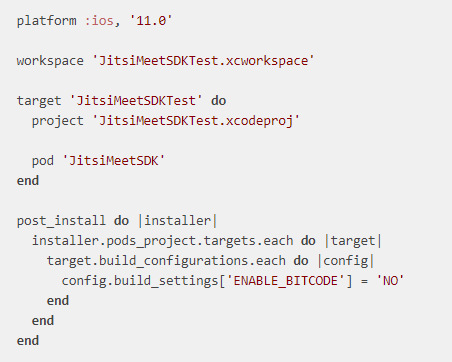 platform :ios, '11.0'

workspace 'JitsiMeetSDKTest.xcworkspace'

target 'JitsiMeetSDKTest' do
  project 'JitsiMeetSDKTest.xcodeproj'

  pod 'JitsiMeetSDK'
end

post_install do |installer|
  installer.pods_project.targets.each do |target|
    target.build_configurations.each do |config|
      config.build_settings['ENABLE_BITCODE'] = 'NO'
    end
  end
end